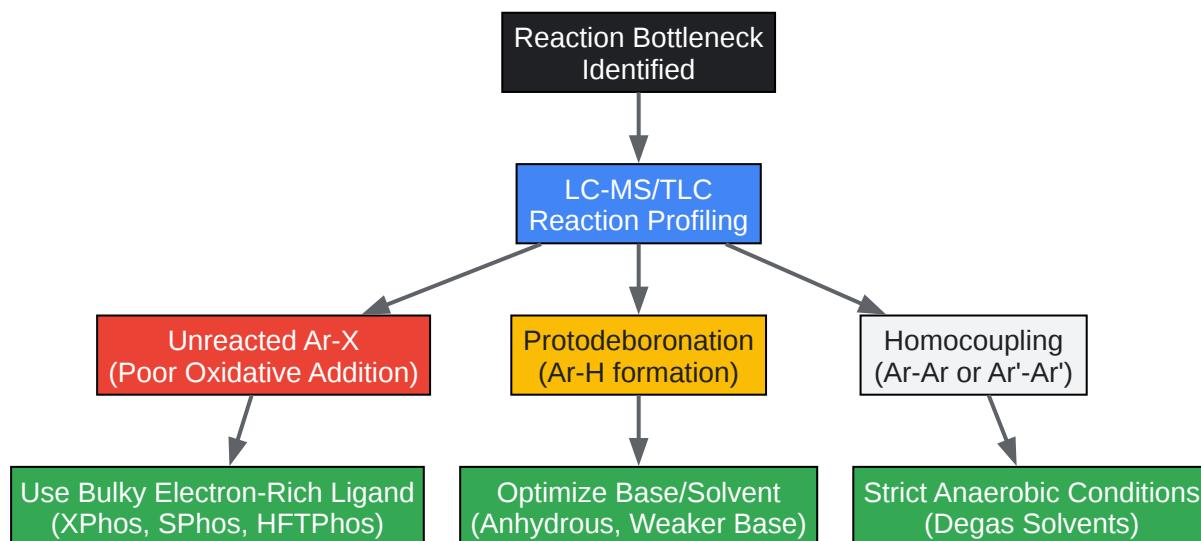 Reaction Bottleneck
Identified
LC-MS/TLC
Reaction Profiling
Unreacted Ar-X
(Poor Oxidative Addition)
Protodeboronation
(Ar-H formation)
Homocoupling
(Ar-Ar or Ar'-Ar')
Use Bulky Electron-Rich Ligand
(XPhos, SPhos, HFTPhos)
Optimize Base/Solvent
(Anhydrous, Weaker Base)
Strict Anaerobic Conditions
(Degas Solvents)